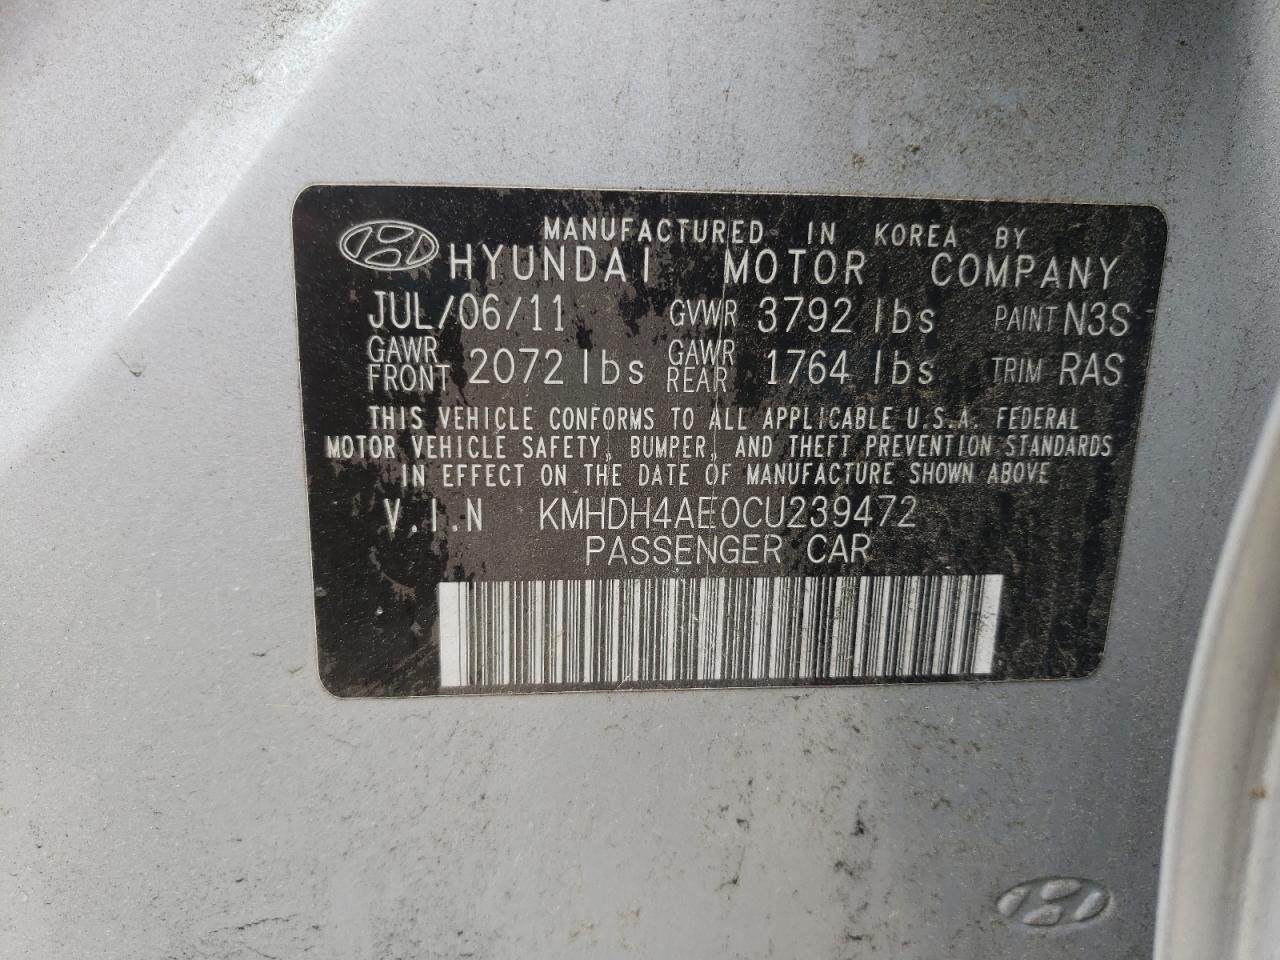 MANUFACTURED IN KOREA BY
HYUNDAI MOTOR COMPANY
JUL/06/11 GVWR 3792 lbs PAINT N3S
GAWR FRONT 2072 lbs GAWR REAR 1764 lbs TRIM RAS
THIS VEHICLE CONFORMS TO ALL APPLICABLE U.S.A. FEDERAL
MOTOR VEHICLE SAFETY, BUMPER, AND THEFT PREVENTION STANDARDS
IN EFFECT ON THE DATE OF MANUFACTURE SHOWN ABOVE
V.I.N KMHDH4AE0CU239472
PASSENGER CAR